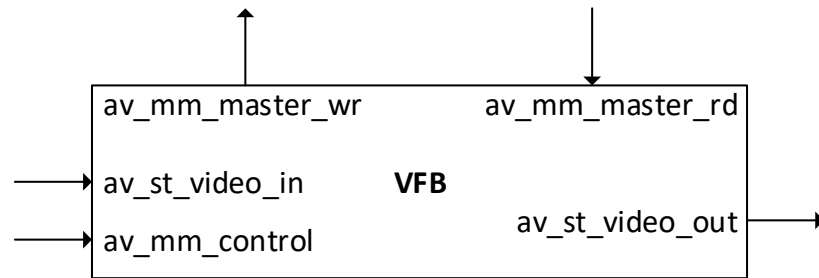 av_mm_master_wr
av_mm_master_rd
av_st_video_in
VFB
av_st_video_out
av_mm_control